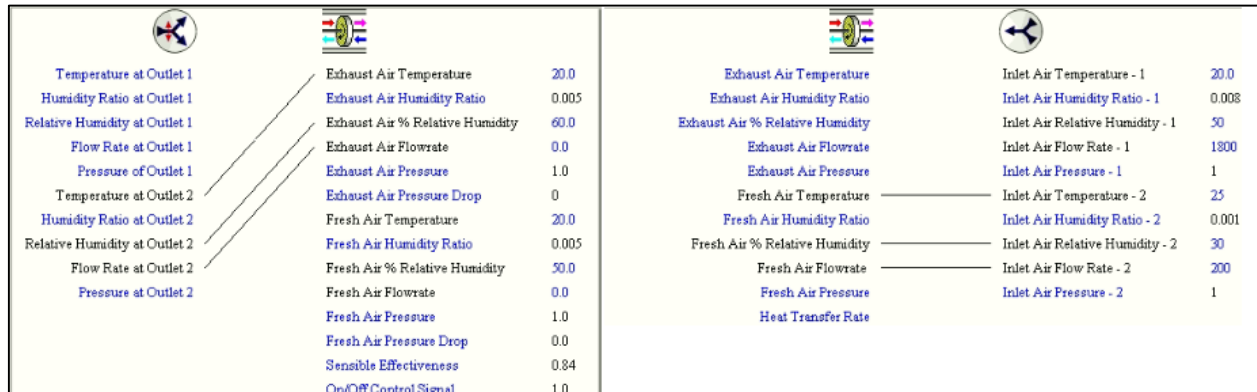 Temperature at Outlet 1
Humidity Ratio at Outlet 1
Relative Humidity at Outlet 1
Flow Rate at Outlet 1
Pressure of Outlet 1
Temperature at Outlet 2
Humidity Ratio at Outlet 2
Relative Humidity at Outlet 2
Flow Rate at Outlet 2
Pressure at Outlet 2
Exhaust Air Temperature 20.0
Exhaust Air Humidity Ratio 0.005
Exhaust Air % Relative Humidity 60.0
Exhaust Air Flowrate 0.0
Exhaust Air Pressure 1.0
Exhaust Air Pressure Drop 0
Fresh Air Temperature 20.0
Fresh Air Humidity Ratio 0.005
Fresh Air % Relative Humidity 50.0
Fresh Air Flowrate 0.0
Fresh Air Pressure 1.0
Fresh Air Pressure Drop 0.0
Sensible Effectiveness 0.84
On/Off Control Signal 1.0
Exhaust Air Temperature
Exhaust Air Humidity Ratio
Exhaust Air % Relative Humidity
Exhaust Air Flowrate
Exhaust Air Pressure
Fresh Air Temperature
Fresh Air Humidity Ratio
Fresh Air % Relative Humidity
Fresh Air Flowrate
Fresh Air Pressure
Heat Transfer Rate
Inlet Air Temperature - 1 20.0
Inlet Air Humidity Ratio - 1 0.008
Inlet Air Relative Humidity - 1 50
Inlet Air Flow Rate - 1 1800
Inlet Air Pressure - 1 1
Inlet Air Temperature - 2 25
Inlet Air Humidity Ratio - 2 0.001
Inlet Air Relative Humidity - 2 30
Inlet Air Flow Rate - 2 200
Inlet Air Pressure - 2 1